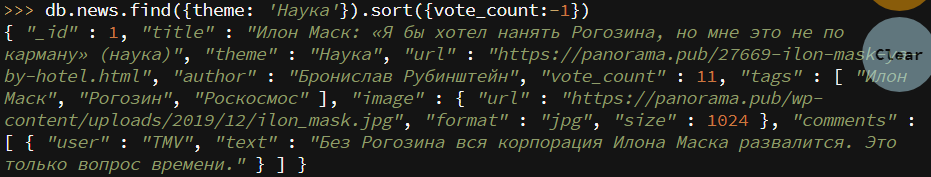 >>> db.news.find({theme: 'Наука'}).sort({vote_count:-1})
{ "_id" : 1, "title" : "Илон Маск: «Я бы хотел нанять Рогозина, но мне это не по
карману» (наука)", "theme" : "Наука", "url" : "https://panorama.pub/27669-ilon-mask-ya-
by-hotel.html", "author" : "Бронислав Рубинштейн", "vote_count" : 11, "tags" : [ "Илон
Маск", "Рогозин", "Роскосмос" ], "image" : { "url" : "https://panorama.pub/wp-
content/uploads/2019/12/ilon_mask.jpg", "format" : "jpg", "size" : 1024 }, "comments" :
[ { "user" : "TMV", "text" : "Без Рогозина вся корпорация Илона Маска развалится. Это
только вопрос времени." } ] }
Clear